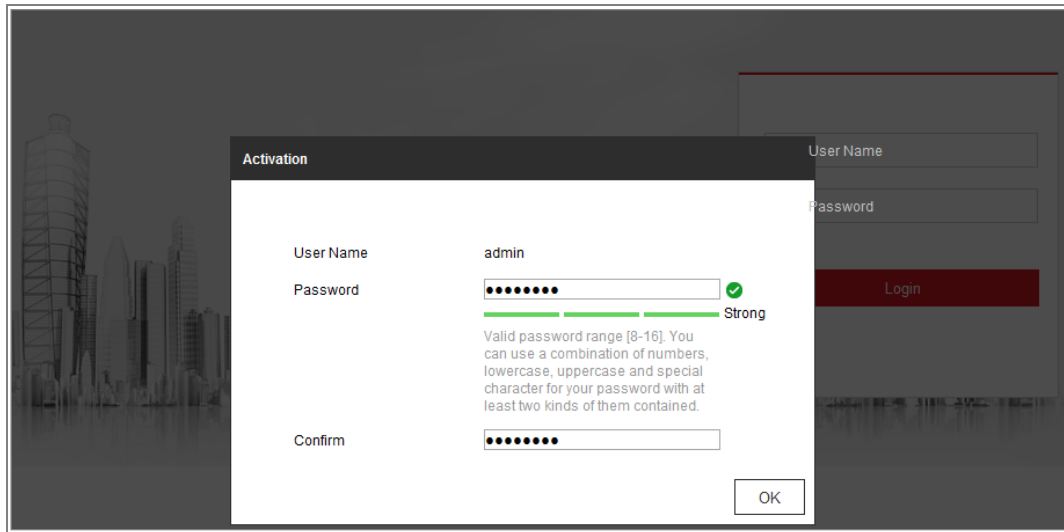 User Name
Password
Login
Activation
User Name admin
Password ●●●●●●●●
Strong
Valid password range [8-16]. You
can use a combination of numbers,
lowercase, uppercase and special
character for your password with at
least two kinds of them contained.
Confirm ●●●●●●●●
OK